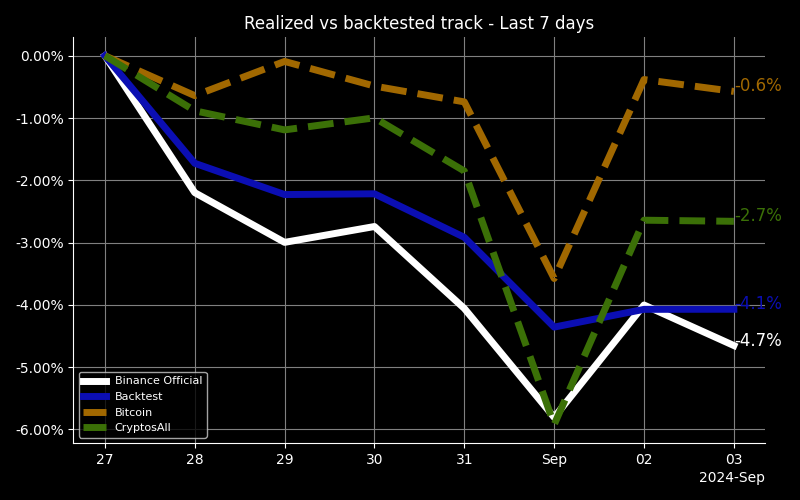 Realized vs backtested track - Last 7 days
0.00%
-1.00%
-2.00%
-3.00%
-4.00%
-5.00%
-6.00%
-0.6%
-2.7%
-4.1%
-4.7%
Binance Official
Backtest
Bitcoin
CryptosAll
27 28 29 30 31 Sep 02 03
2024-Sep